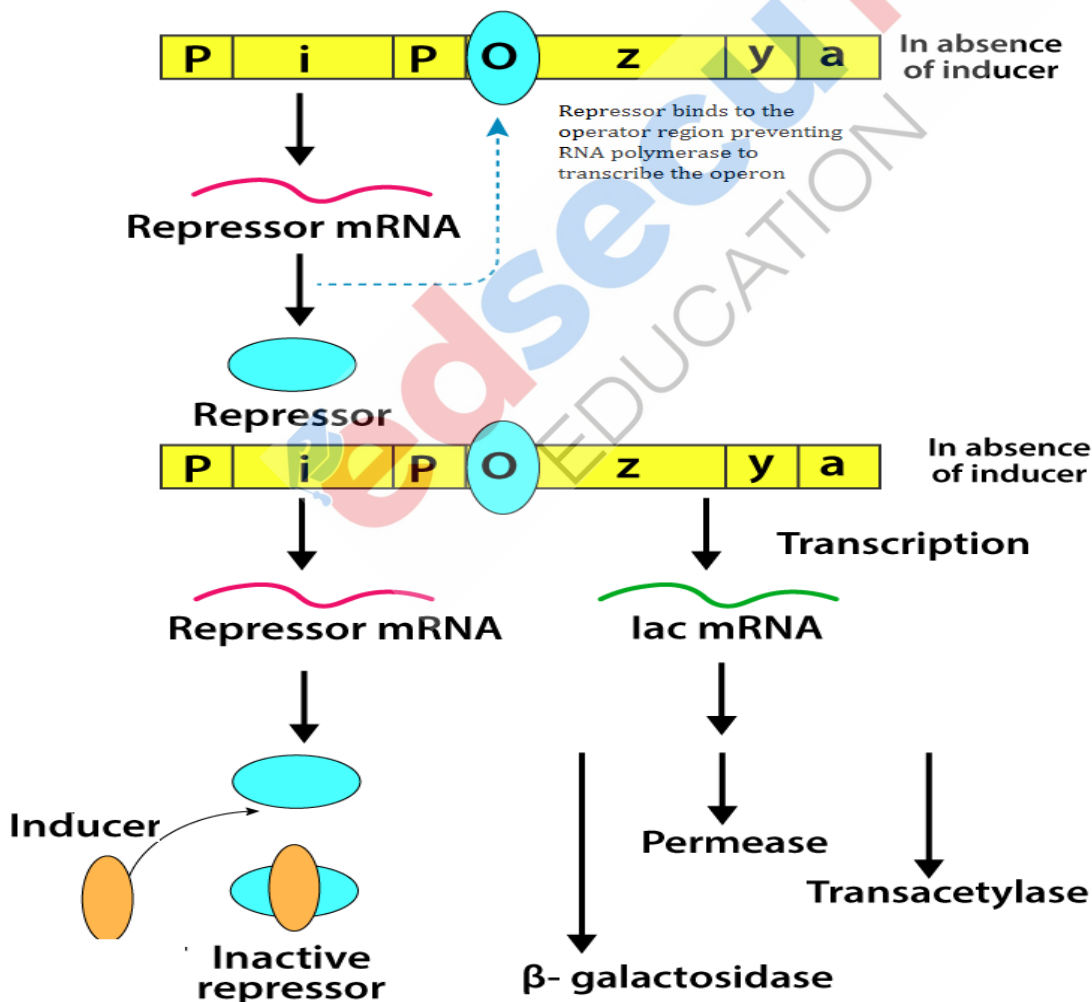 P i P O z y a
In absence
of inducer
Repressor binds to the
operator region preventing
RNA polymerase to
transcribe the operon
Repressor mRNA
Repressor
P i P O z y a
In absence
of inducer
Transcription
Repressor mRNA
lac mRNA
Inducer
Permease
Transacetylase
Inactive
repressor
β- galactosidase
edsecu
EDUCATION